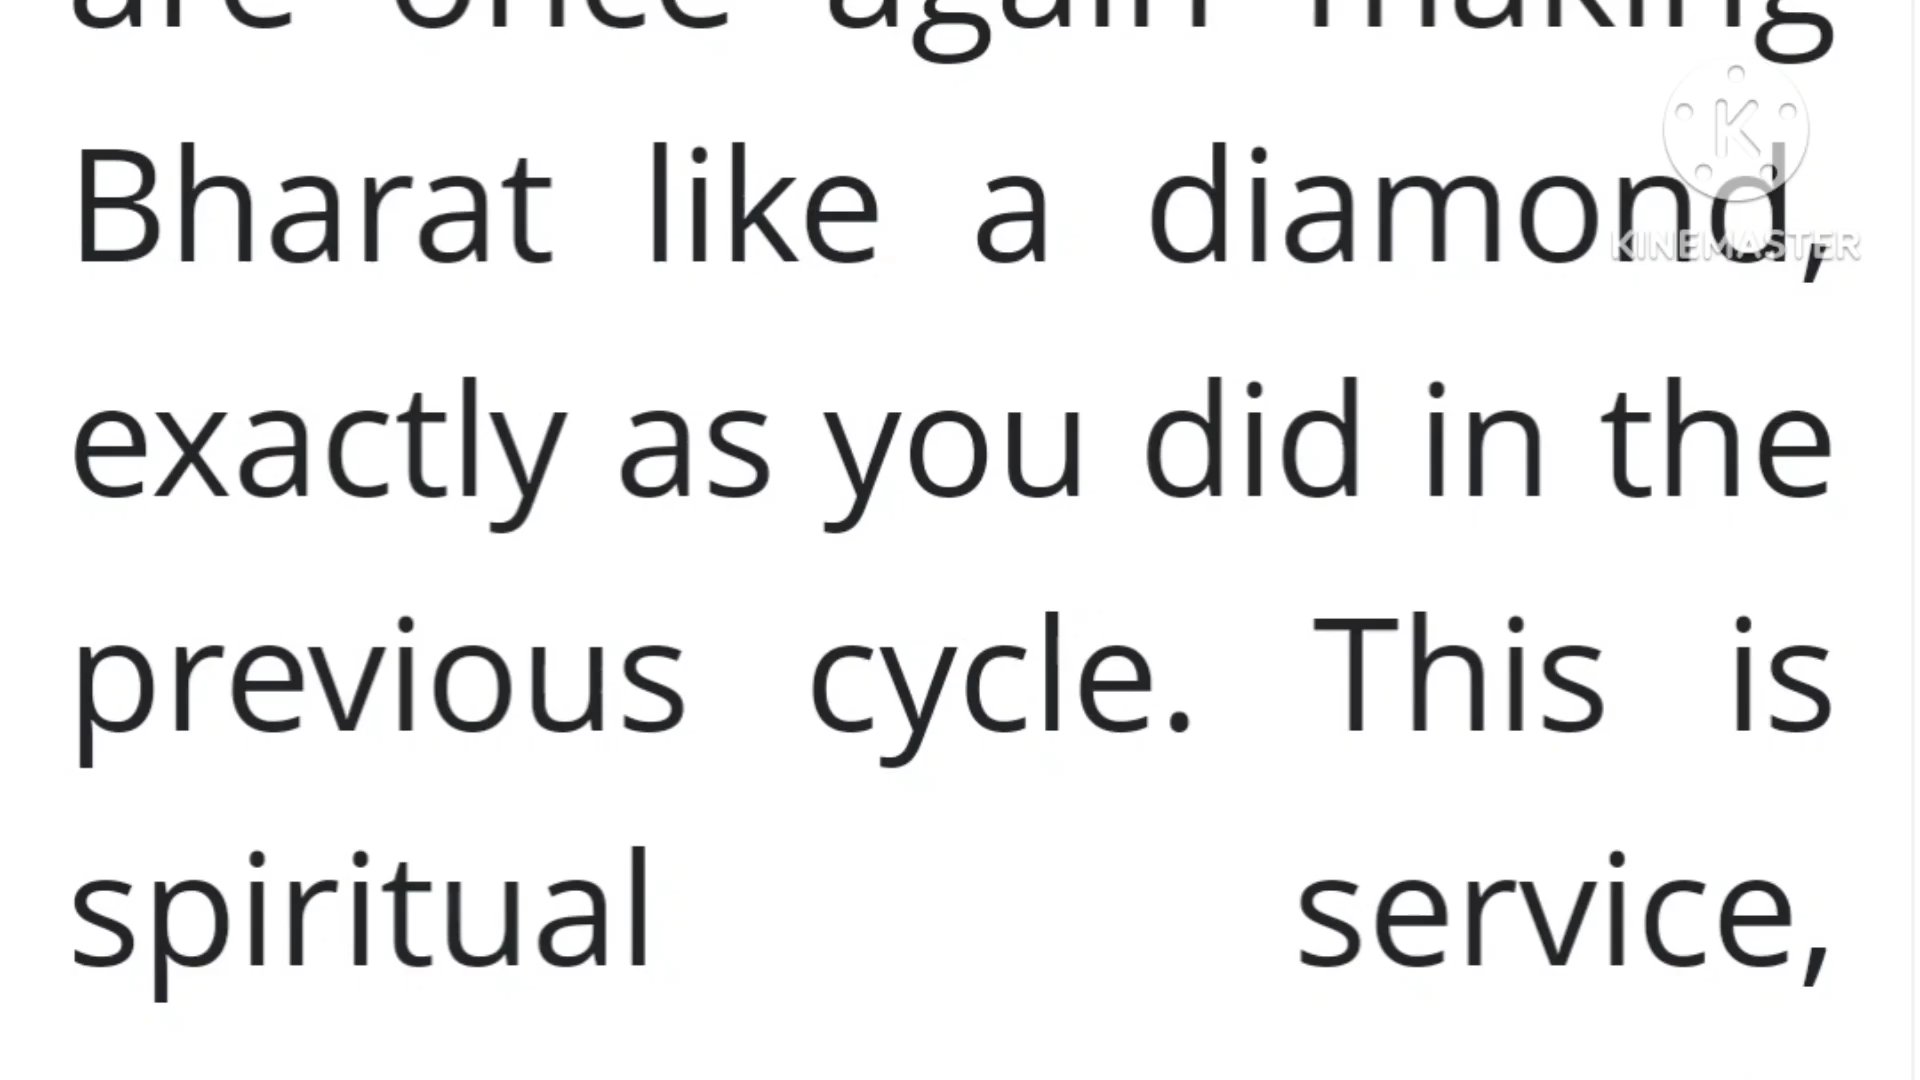 are once again making
Bharat like a diamond,
KINEMASTER
exactly as you did in the
previous cycle. This is
spiritual service,